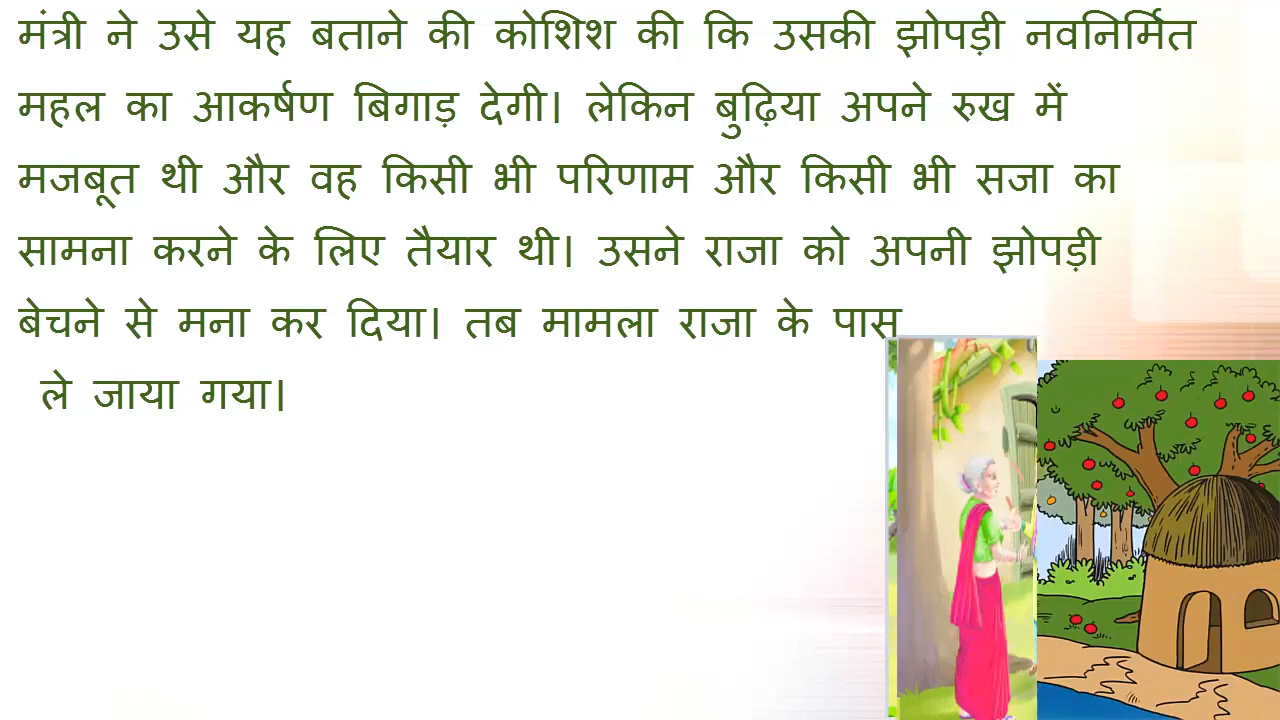 मंत्री ने उसे यह बताने की कोशिश की कि उसकी झोपड़ी नवनिर्मित
महल का आकर्षण बिगाड़ देगी। लेकिन बुढ़िया अपने रुख में
मजबूत थी और वह किसी भी परिणाम और किसी भी सजा का
सामना करने के लिए तैयार थी। उसने राजा को अपनी झोपड़ी
बेचने से मना कर दिया। तब मामला राजा के पास
ले जाया गया।